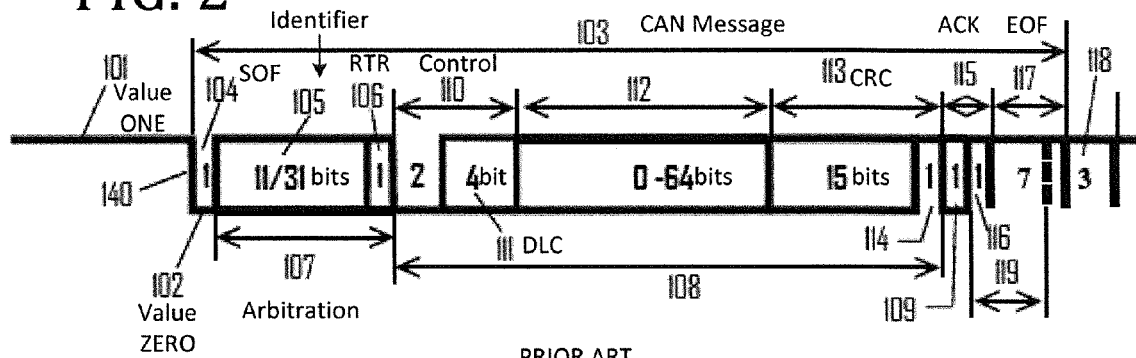 FIG. 2
Identifier
103 CAN Message ACK EOF
101 Value ONE
104 SOF
105
RTR
106
Control
110
112
113 CRC
115
117
118
140
1
11/31 bits
1
2
4bit
0-64bits
15 bits
1
1
1
7
3
102
Value
ZERO
107
Arbitration
111 DLC
108
114
109
116
119
PRIOR ART